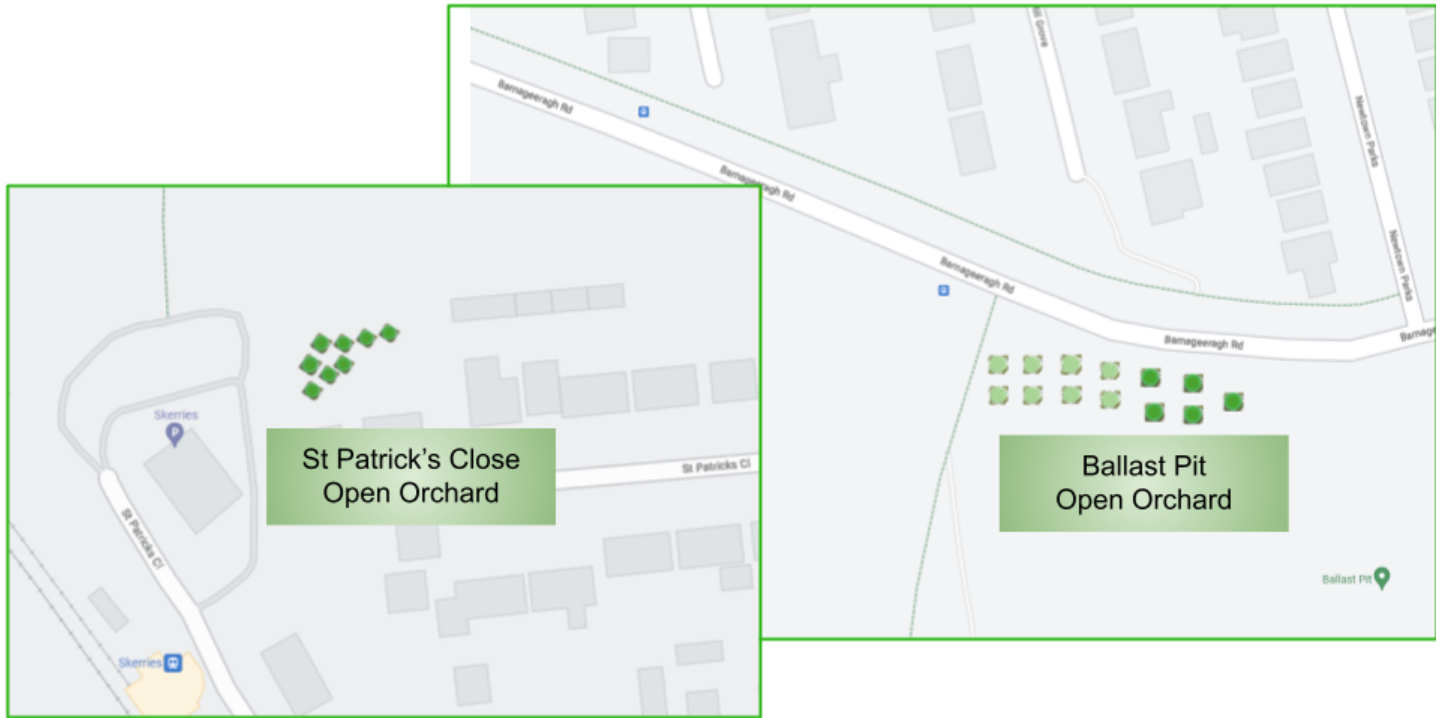 Barnageeragh Rd
Barnageeragh Rd
Barnageeragh Rd
Barnageeragh Rd
Grove
Newtown Parks
Newtown Parks
Skerries
P
St Patrick's Close
Open Orchard
St Patricks Cl
St Patricks Cl
Skerries
Ballast Pit
Open Orchard
Ballast Pit